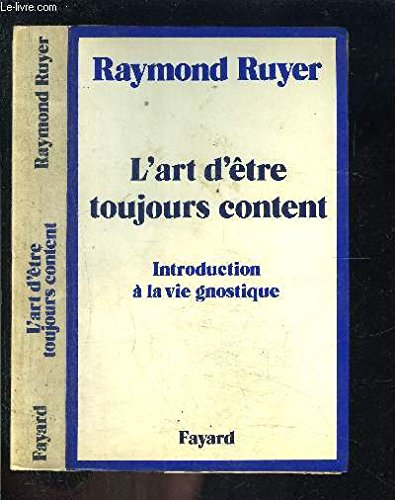 Le-livre.com
Raymond Ruyer
L'art d'être
toujours content
Fayard
Raymond Ruyer
L'art d'être
toujours content
Introduction
à la vie gnostique
Fayard